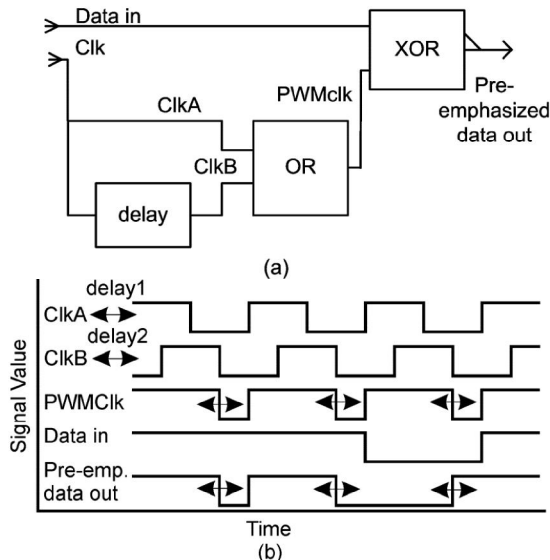 Data in
Clk
XOR
PWMclk
Pre-
emphasized
data out
ClkA
ClkB
OR
delay
(a)
delay1
ClkA
delay2
ClkB
PWMClk
Data in
Pre-emp.
data out
Signal Value
Time
(b)